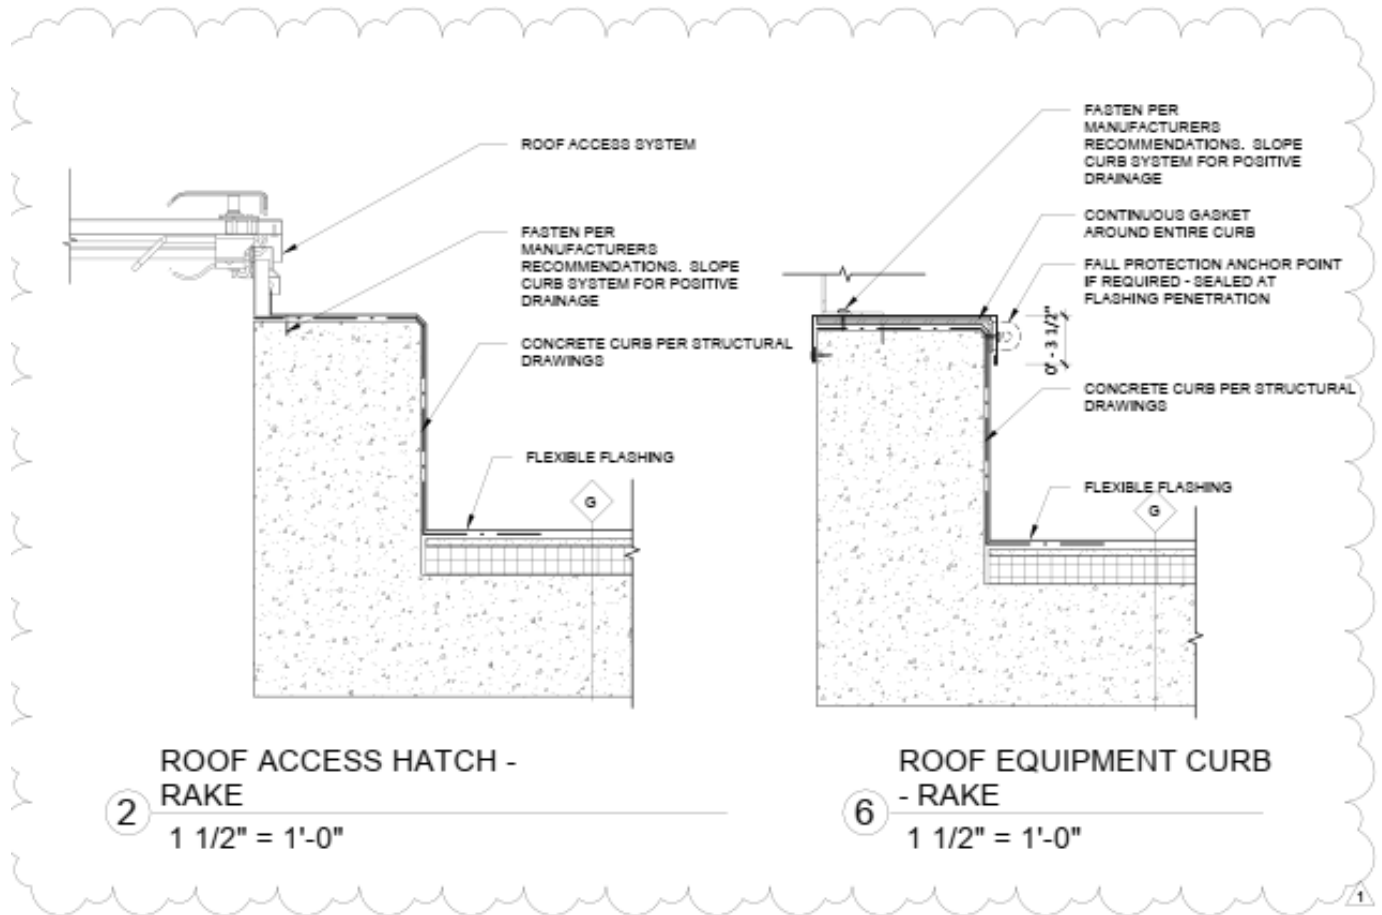 ROOF ACCESS SYSTEM
FASTEN PER
MANUFACTURERS
RECOMMENDATIONS. SLOPE
CURB SYSTEM FOR POSITIVE
DRAINAGE
CONCRETE CURB PER STRUCTURAL
DRAWINGS
FLEXIBLE FLASHING
G
ROOF ACCESS HATCH -
RAKE
2
1 1/2" = 1'-0"
FASTEN PER
MANUFACTURERS
RECOMMENDATIONS. SLOPE
CURB SYSTEM FOR POSITIVE
DRAINAGE
CONTINUOUS GASKET
AROUND ENTIRE CURB
FALL PROTECTION ANCHOR POINT
IF REQUIRED - SEALED AT
FLASHING PENETRATION
0' - 3 1/2"
CONCRETE CURB PER STRUCTURAL
DRAWINGS
FLEXIBLE FLASHING
G
ROOF EQUIPMENT CURB
- RAKE
6
1 1/2" = 1'-0"
1